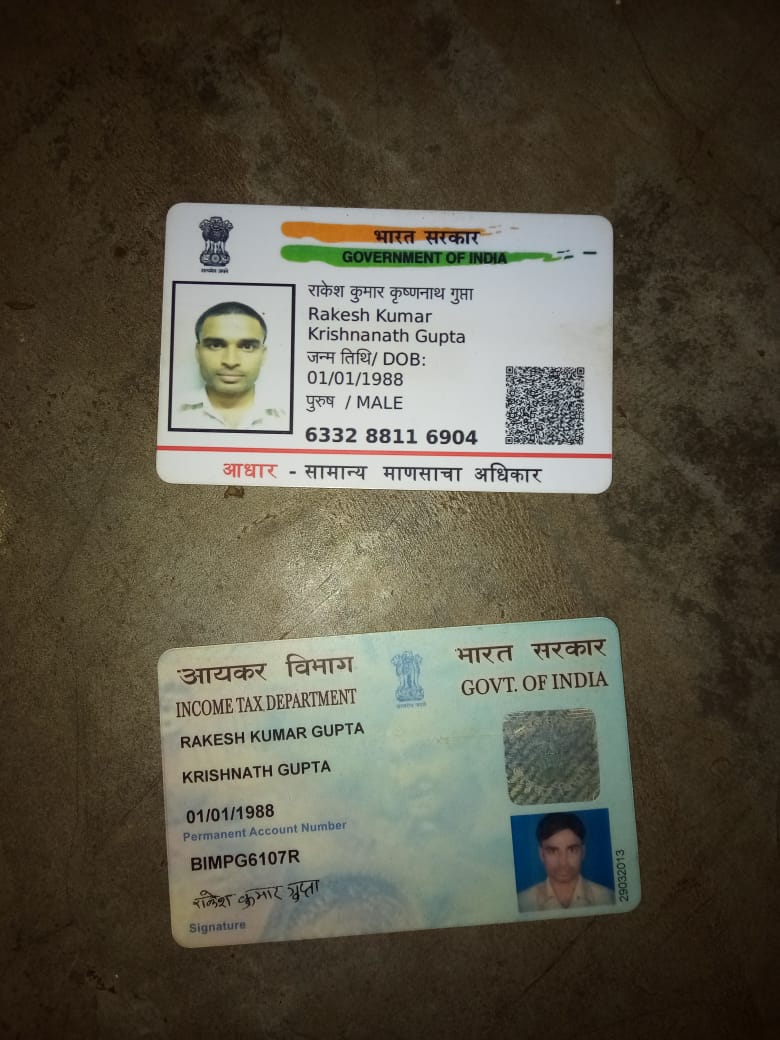 भारत सरकार
GOVERNMENT OF INDIA
सत्यमेव जयते
राकेश कुमार कृष्णनाथ गुप्ता
Rakesh Kumar
Krishnanath Gupta
जन्म तिथि/ DOB:
01/01/1988
पुरुष / MALE
6332 8811 6904
आधार - सामान्य माणसाचा अधिकार
आयकर विभाग
INCOME TAX DEPARTMENT
भारत सरकार
GOVT. OF INDIA
सत्यमेव जयते
RAKESH KUMAR GUPTA
KRISHNATH GUPTA
01/01/1988
Permanent Account Number
BIMPG6107R
राकेश कुमार गुप्ता
Signature
29032013